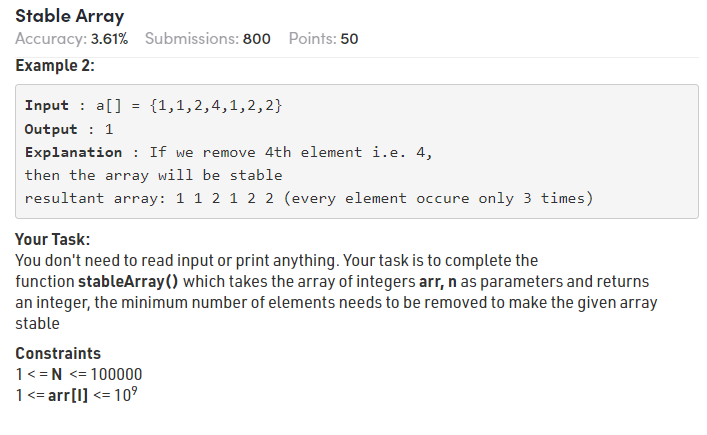 Stable Array
Accuracy: 3.61% Submissions: 800 Points: 50
Example 2:
Input : a[] = {1,1,2,4,1,2,2}
Output : 1
Explanation : If we remove 4th element i.e. 4,
then the array will be stable
resultant array: 1 1 2 1 2 2 (every element occure only 3 times)
Your Task:
You don't need to read input or print anything. Your task is to complete the
function stableArray() which takes the array of integers arr, n as parameters and returns
an integer, the minimum number of elements needs to be removed to make the given array
stable
Constraints
1 <= N <= 100000
1 <= arr[I] <= 10⁹